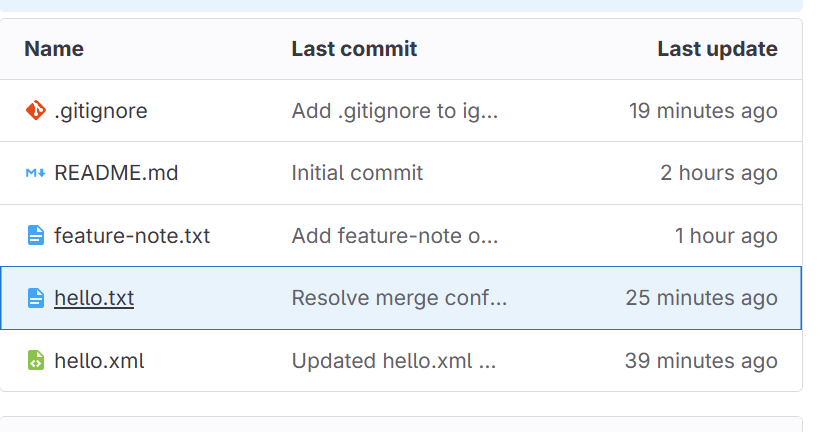 Name Last commit Last update
.gitignore Add .gitignore to ig... 19 minutes ago
README.md Initial commit 2 hours ago
feature-note.txt Add feature-note o... 1 hour ago
hello.txt Resolve merge conf... 25 minutes ago
hello.xml Updated hello.xml ... 39 minutes ago